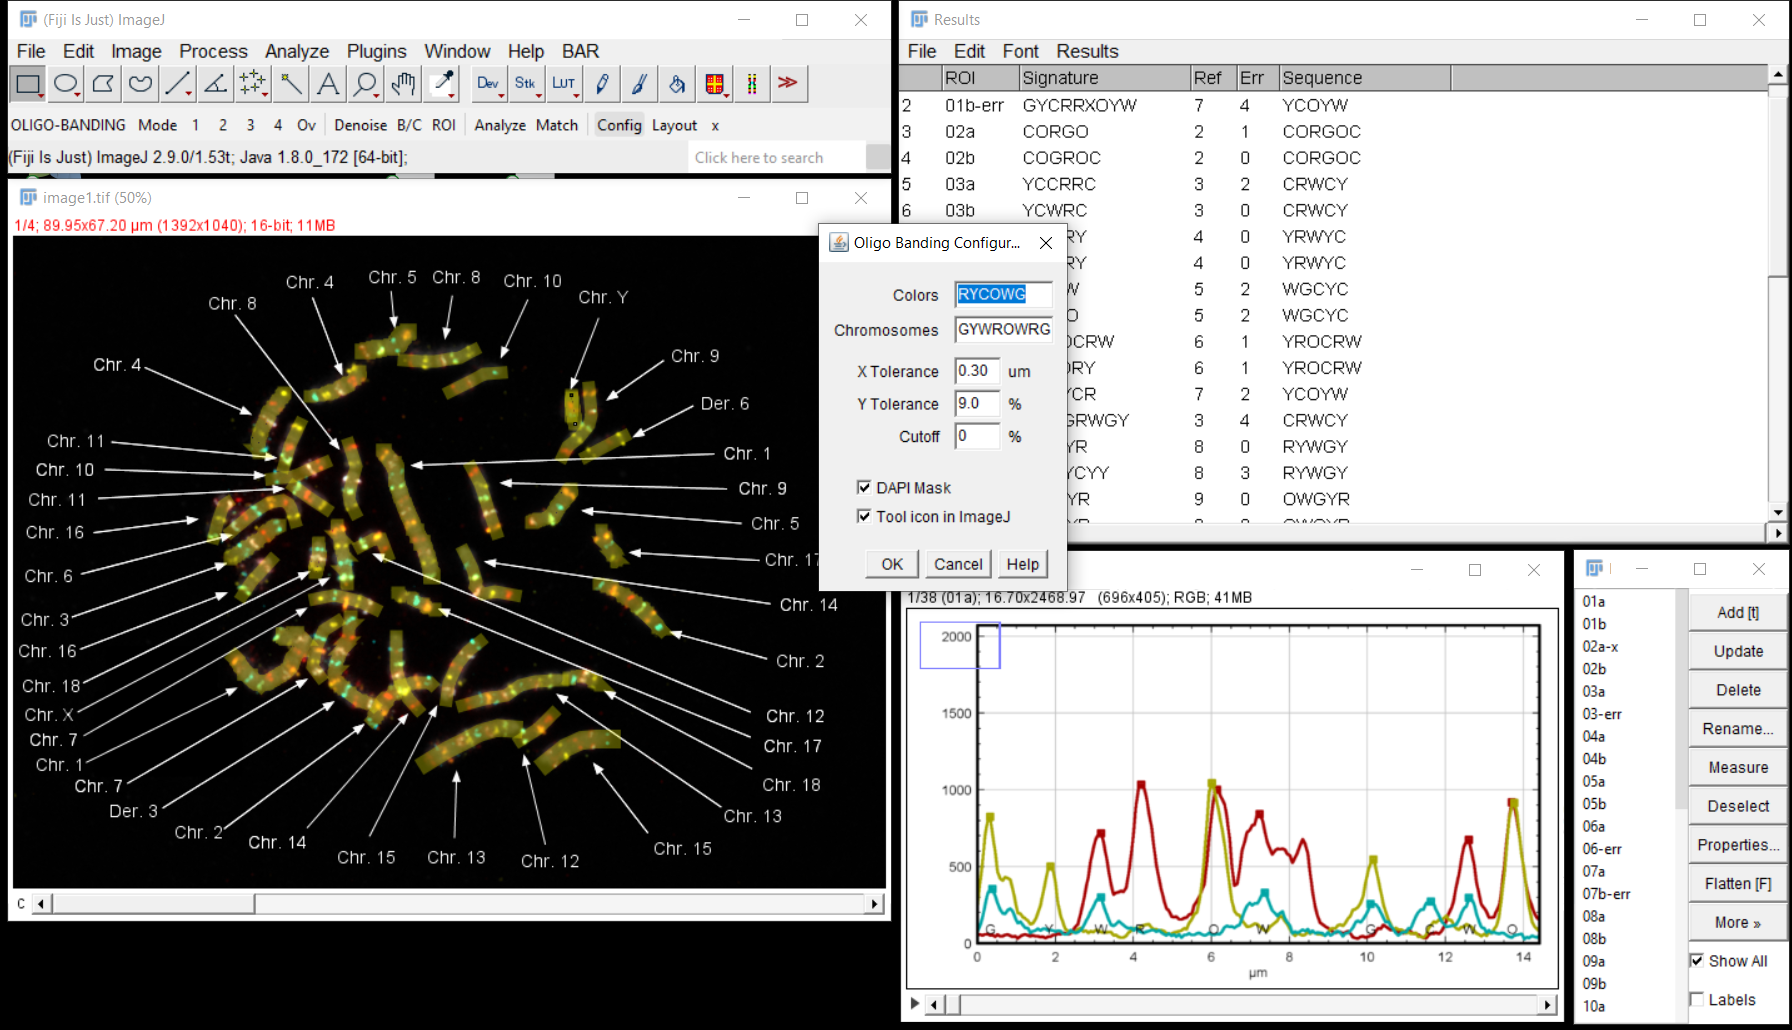 (Fiji Is Just) ImageJ
File Edit Image Process Analyze Plugins Window Help BAR
Dev Stk LUT
OLIGO-BANDING Mode 1 2 3 4 Ov Denoise B/C ROI Analyze Match Config Layout x
(Fiji Is Just) ImageJ 2.9.0/1.53t; Java 1.8.0_172 [64-bit];
Click here to search
image1.tif (50%)
1/4; 89.95x67.20 µm (1392x1040); 16-bit; 11MB
Chr. 4
Chr. 5
Chr. 8
Chr. 10
Chr. Y
Chr. 8
Chr. 9
Chr. 4
Der. 6
Chr. 11
Chr. 1
Chr. 10
Chr. 9
Chr. 11
Chr. 5
Chr. 16
Chr. 17
Chr. 6
Chr. 14
Chr. 3
Chr. 16
Chr. 2
Chr. 18
Chr. X
Chr. 12
Chr. 7
Chr. 17
Chr. 1
Chr. 7
Chr. 18
Der. 3
Chr. 13
Chr. 2
Chr. 14
Chr. 15
Chr. 13
Chr. 12
Chr. 15
C
Results
File Edit Font Results
ROI Signature Ref Err Sequence
2 01b-err GYCRRXOYW 7 4 YCOYW
3 02a CORGO 2 1 CORGOC
4 02b COGROC 2 0 CORGOC
5 03a YCCRRC 3 2 CRWCY
6 03b YCWRC 3 0 CRWCY
RY 4 0 YRWYC
RY 4 0 YRWYC
W 5 2 WGCYC
O 5 2 WGCYC
OCRW 6 1 YROCRW
ORY 6 1 YROCRW
YCR 7 2 YCOYW
GRWGY 3 4 CRWCY
YR 8 0 RYWGY
YCYY 8 3 RYWGY
YR 9 0 OWGYR
Oligo Banding Configur...
Colors RYCOWG
Chromosomes GYWROWRG
X Tolerance 0.30 um
Y Tolerance 9.0 %
Cutoff 0 %
DAPI Mask
Tool icon in ImageJ
OK Cancel Help
1/38 (01a); 16.70x2468.97 (696x405); RGB; 41MB
2000
1500
1000
500
0
G Y W R O W G C W O
0 2 4 6 8 10 12 14
µm
01a
01b
02a-x
02b
03a
03-err
04a
04b
05a
05b
06a
06-err
07a
07b-err
08a
08b
09a
09b
10a
Add [t]
Update
Delete
Rename...
Measure
Deselect
Properties...
Flatten [F]
More »
Show All
Labels